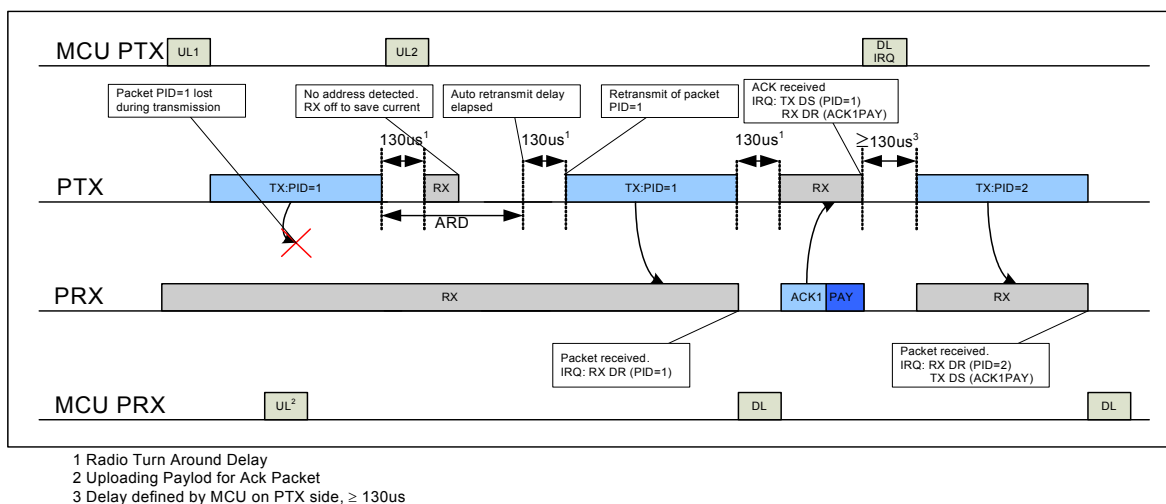 MCU PTX
UL1
UL2
DL
IRQ
Packet PID=1 lost
during transmission
No address detected.
RX off to save current
Auto retransmit delay
elapsed
Retransmit of packet
PID=1
ACK received
IRQ: TX DS (PID=1)
RX DR (ACK1PAY)
130us¹
130us¹
130us¹
≥130us³
PTX
TX:PID=1
RX
TX:PID=1
RX
TX:PID=2
ARD
PRX
RX
ACK1
PAY
RX
Packet received.
IRQ: RX DR (PID=1)
Packet received.
IRQ: RX DR (PID=2)
TX DS (ACK1PAY)
MCU PRX
UL²
DL
DL
1 Radio Turn Around Delay
2 Uploading Paylod for Ack Packet
3 Delay defined by MCU on PTX side, ≥ 130us